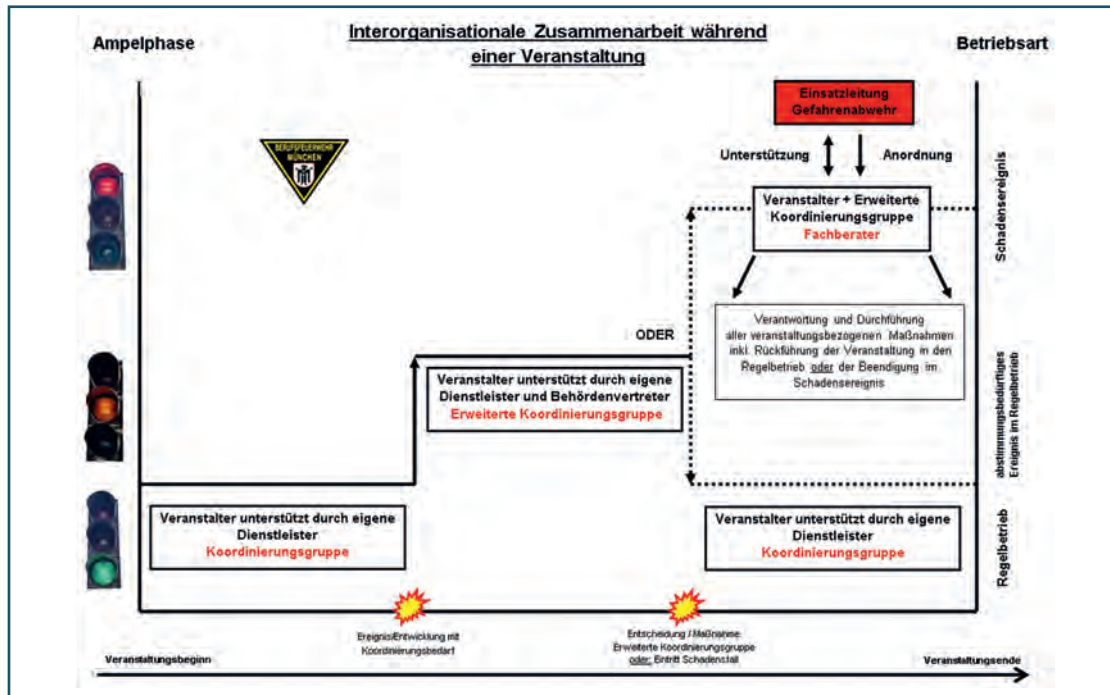 Ampelphase
Interorganisationale Zusammenarbeit während
einer Veranstaltung
Betriebsart
Einsatzleitung
Gefahrenabwehr
BERUFSFEUERWEHR
MÜNCHEN
Unterstützung
Anordnung
Schadensereignis
Veranstalter + Erweiterte
Koordinierungsgruppe
Fachberater
Verantwortung und Durchführung
aller veranstaltungsbezogenen Maßnahmen
inkl. Rückführung der Veranstaltung in den
Regelbetrieb oder der Beendigung im
Schadensereignis
ODER
Veranstalter unterstützt durch eigene
Dienstleister und Behördenvertreter
Erweiterte Koordinierungsgruppe
abstimmungsbedürftiges
Ereignis im Regelbetrieb
Veranstalter unterstützt durch eigene
Dienstleister
Koordinierungsgruppe
Veranstalter unterstützt durch eigene
Dienstleister
Koordinierungsgruppe
Regelbetrieb
Ereignis/Entwicklung mit
Koordinierungsbedarf
Entscheidung / Maßnahme
Erweiterte Koordinierungsgruppe
oder: Eintritt Schadensfall
Veranstaltungsbeginn
Veranstaltungsende